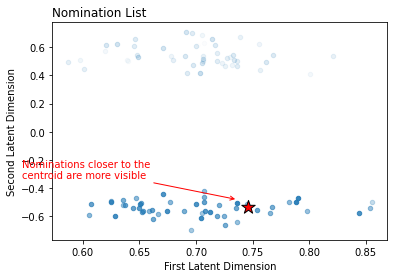 Nomination List
0.6
0.4
0.2
0.0
−0.2
−0.4
−0.6
Second Latent Dimension
Nominations closer to the
centroid are more visible
0.60 0.65 0.70 0.75 0.80 0.85
First Latent Dimension